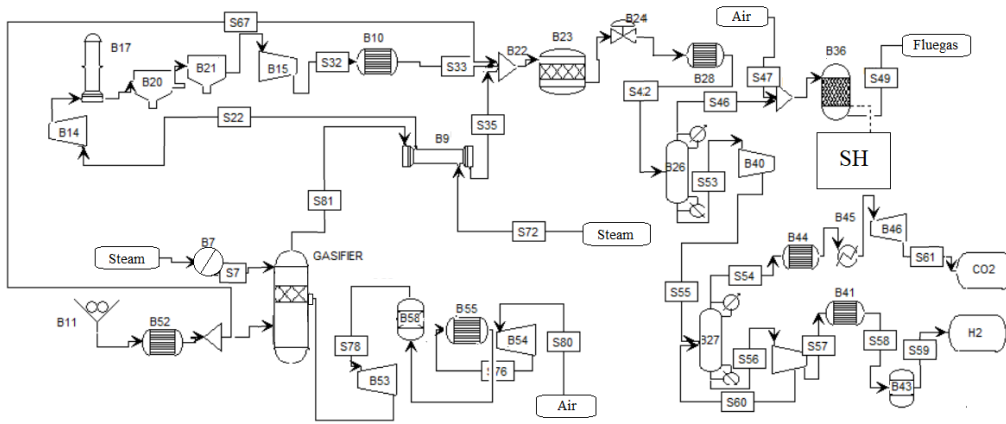 S67
B17
B20
B21
B15
S32
B10
S33
B22
B23
B24
B28
Air
S47
B36
Fluegas
S49
B14
S22
B9
S35
S42
S46
B26
S53
B40
SH
S81
S72
Steam
Steam
B7
S7
GASIFIER
B11
B52
S78
B58
B55
B54
S80
S76
B53
Air
S55
S54
B44
B45
B46
S61
CO2
B27
S56
S57
B41
S58
S59
H2
B43
S60